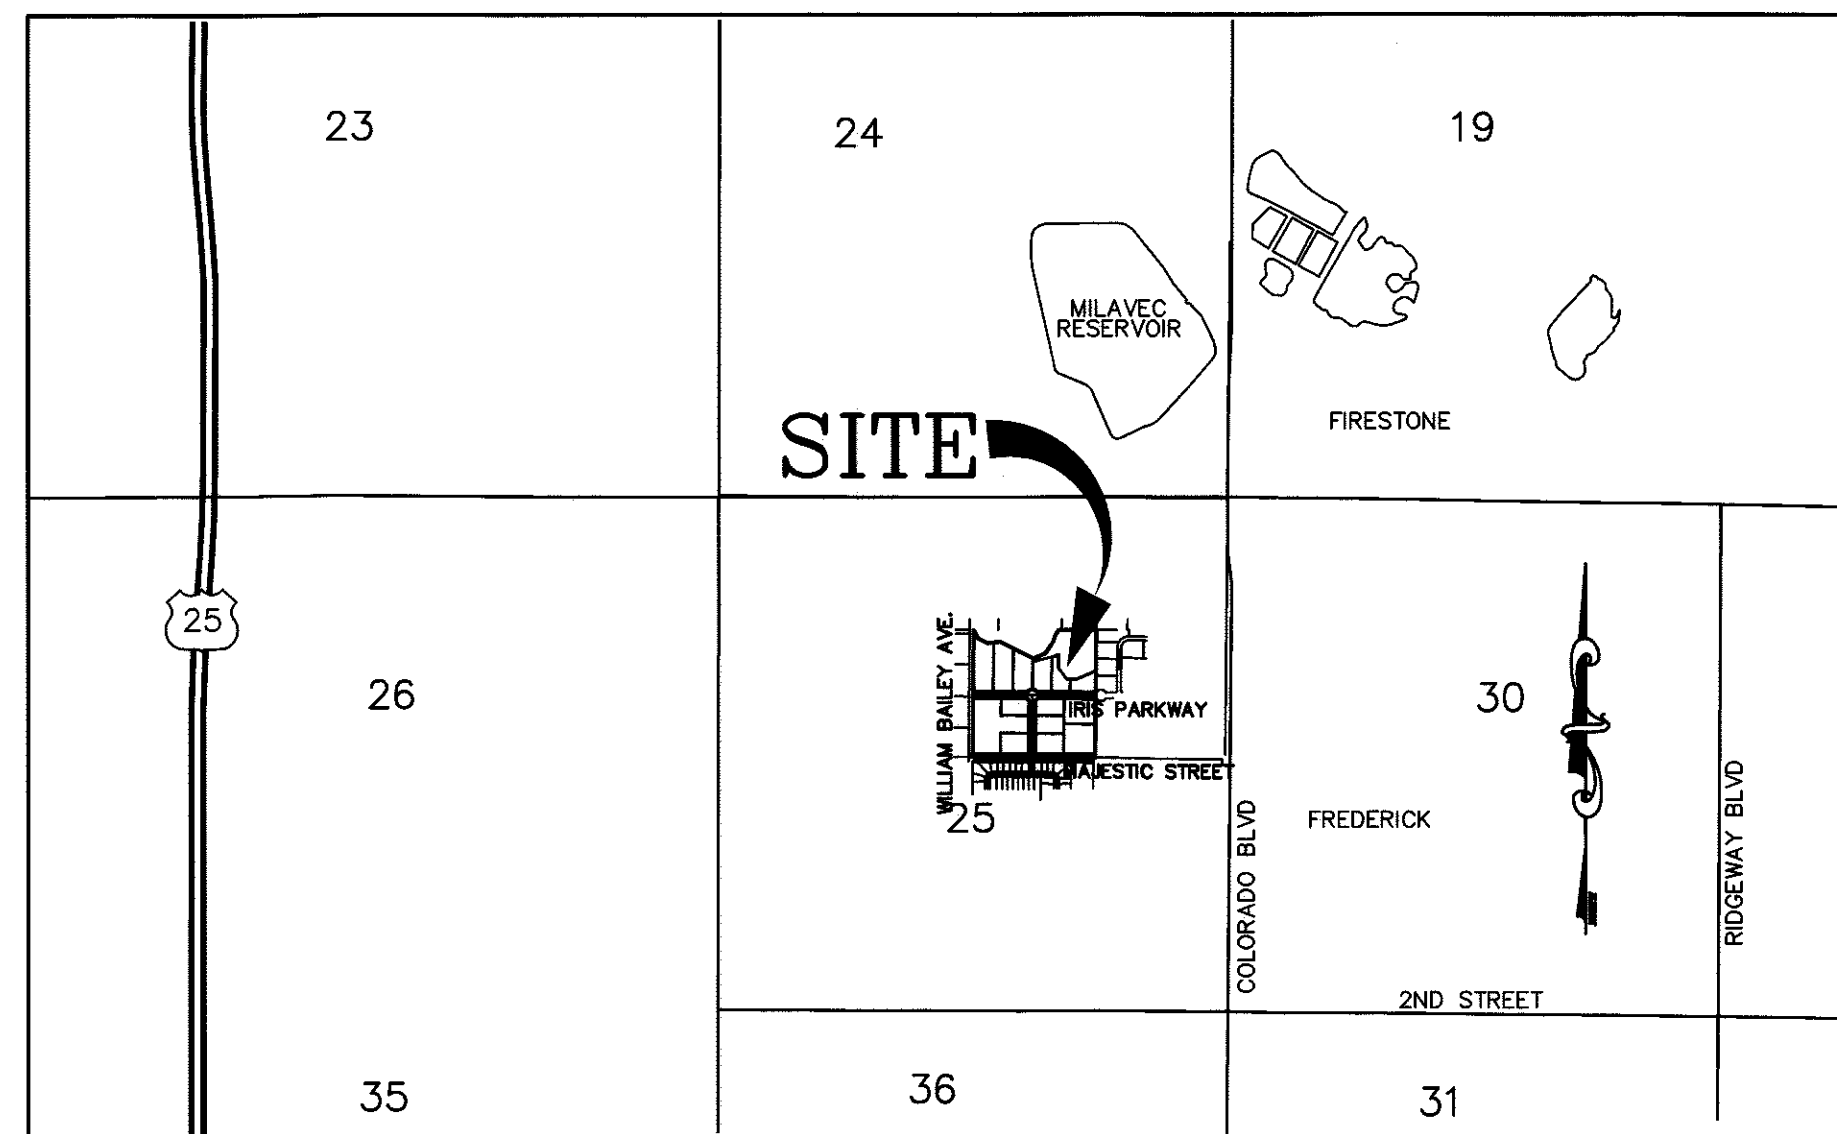 23
24
19
MILAVEC
RESERVOIR
FIRESTONE
SITE
25
WILLIAM BAILEY AVE.
26
30
IRIS PARKWAY
MAJESTIC STREET
25
FREDERICK
COLORADO BLVD
RIDGEWAY BLVD
2ND STREET
35
36
31